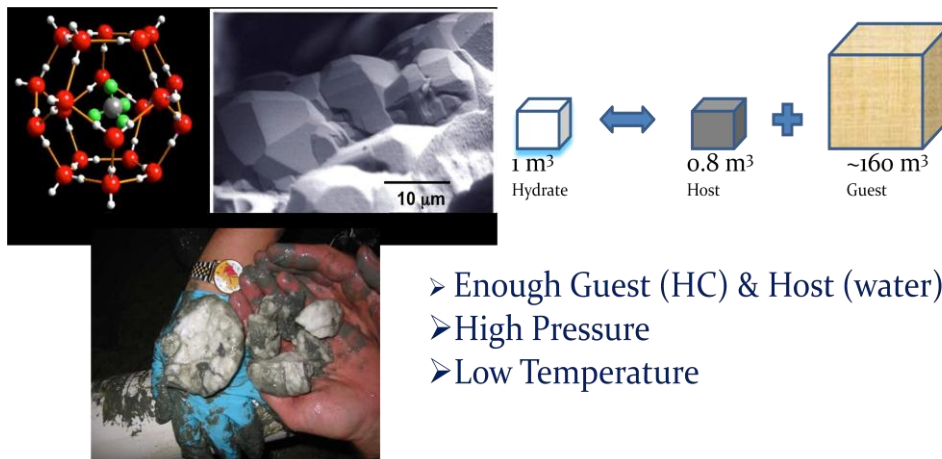 10 µm
1 m³
Hydrate
0.8 m³
Host
~160 m³
Guest
➢ Enough Guest (HC) & Host (water)
➢ High Pressure
➢ Low Temperature